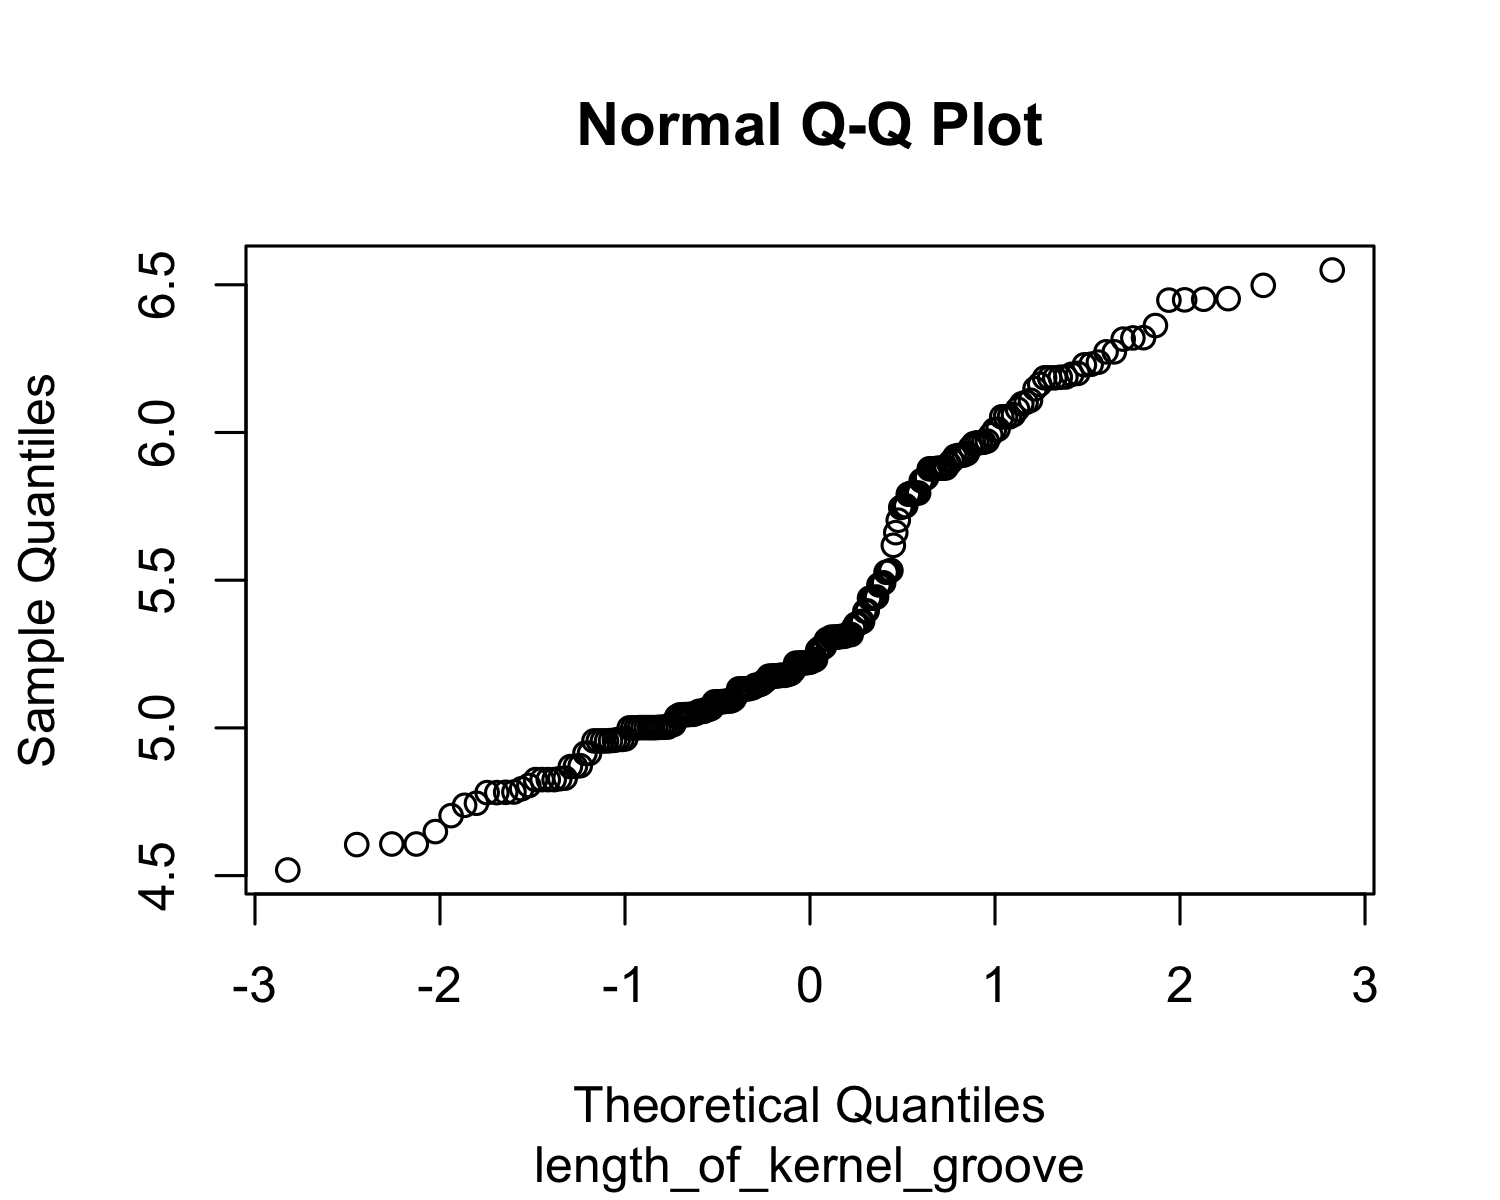 Normal Q-Q Plot
Sample Quantiles
6.5
6.0
5.5
5.0
4.5
-3 -2 -1 0 1 2 3
Theoretical Quantiles
length_of_kernel_groove